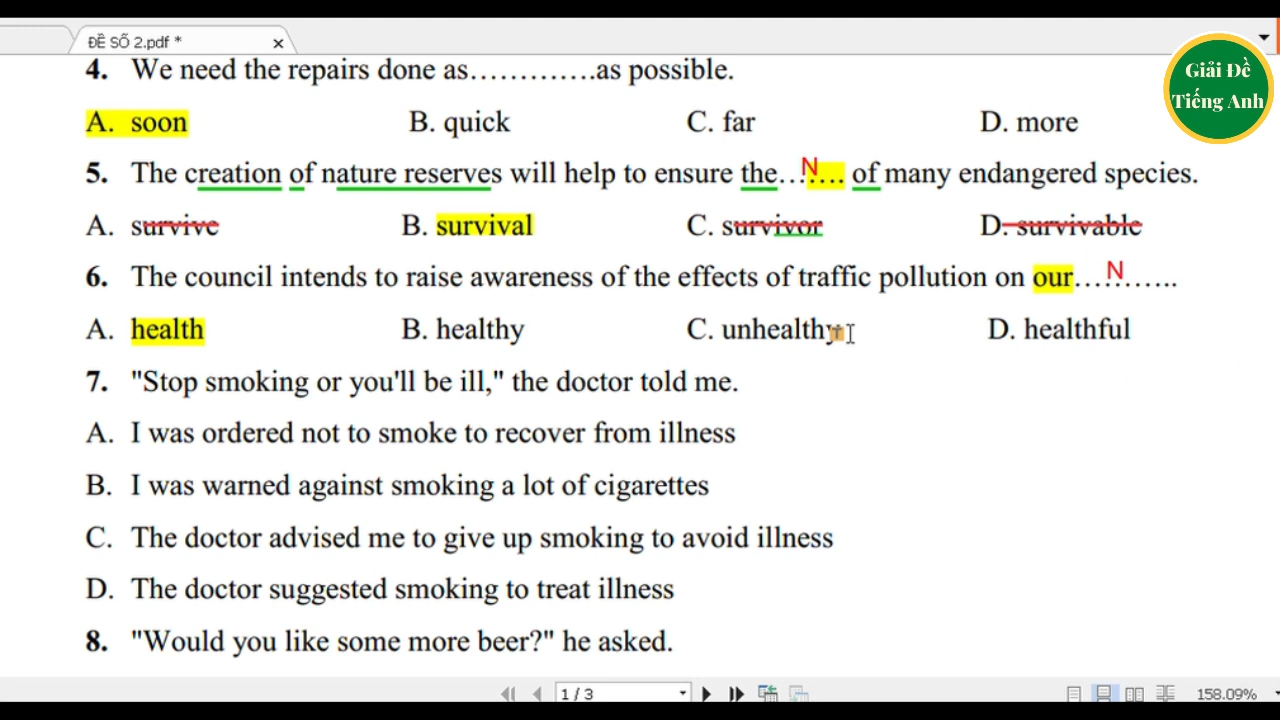 ĐỀ SỐ 2.pdf * x
Giải Đề
Tiếng Anh
4. We need the repairs done as.............as possible.
A. soon B. quick C. far D. more
5. The creation of nature reserves will help to ensure the...N.... of many endangered species.
A. survive B. survival C. survivor D. survivable
6. The council intends to raise awareness of the effects of traffic pollution on our....N.......
A. health B. healthy C. unhealthy D. healthful
7. "Stop smoking or you'll be ill," the doctor told me.
A. I was ordered not to smoke to recover from illness
B. I was warned against smoking a lot of cigarettes
C. The doctor advised me to give up smoking to avoid illness
D. The doctor suggested smoking to treat illness
8. "Would you like some more beer?" he asked.
1 / 3 158.09%